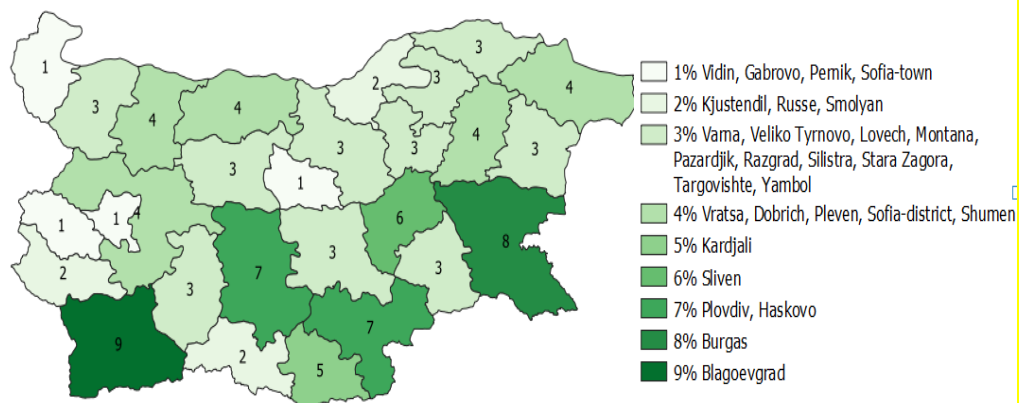 1
3
4
4
2
3
3
4
3
3
4
3
3
1
1
1
4
6
8
2
3
7
3
3
9
2
5
7
1% Vidin, Gabrovo, Pernik, Sofia-town
2% Kjustendil, Russe, Smolyan
3% Varna, Veliko Tyrnovo, Lovech, Montana,
Pazardjik, Razgrad, Silistra, Stara Zagora,
Targovishte, Yambol
4% Vratsa, Dobrich, Pleven, Sofia-district, Shumen
5% Kardjali
6% Sliven
7% Plovdiv, Haskovo
8% Burgas
9% Blagoevgrad